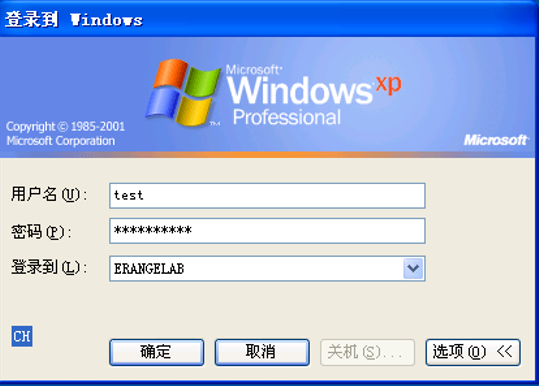 登录到 Windows
Microsoft®
Windows xp
Professional
Copyright © 1985-2001
Microsoft Corporation
Microsoft
用户名(U): test
密码(P): **********
登录到(L): ERANGELAB
CH
确定 取消 关机(S)... 选项(O) <<